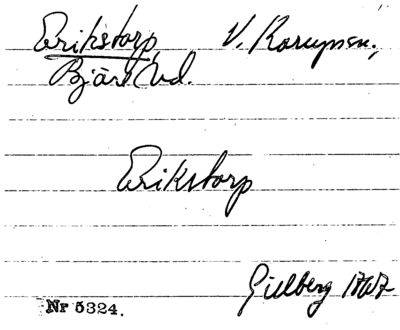 Erikstorp, V. Karupsn.,
Bjäre hd.
Erikstorp
Gillberg 1767
Nr 5324.